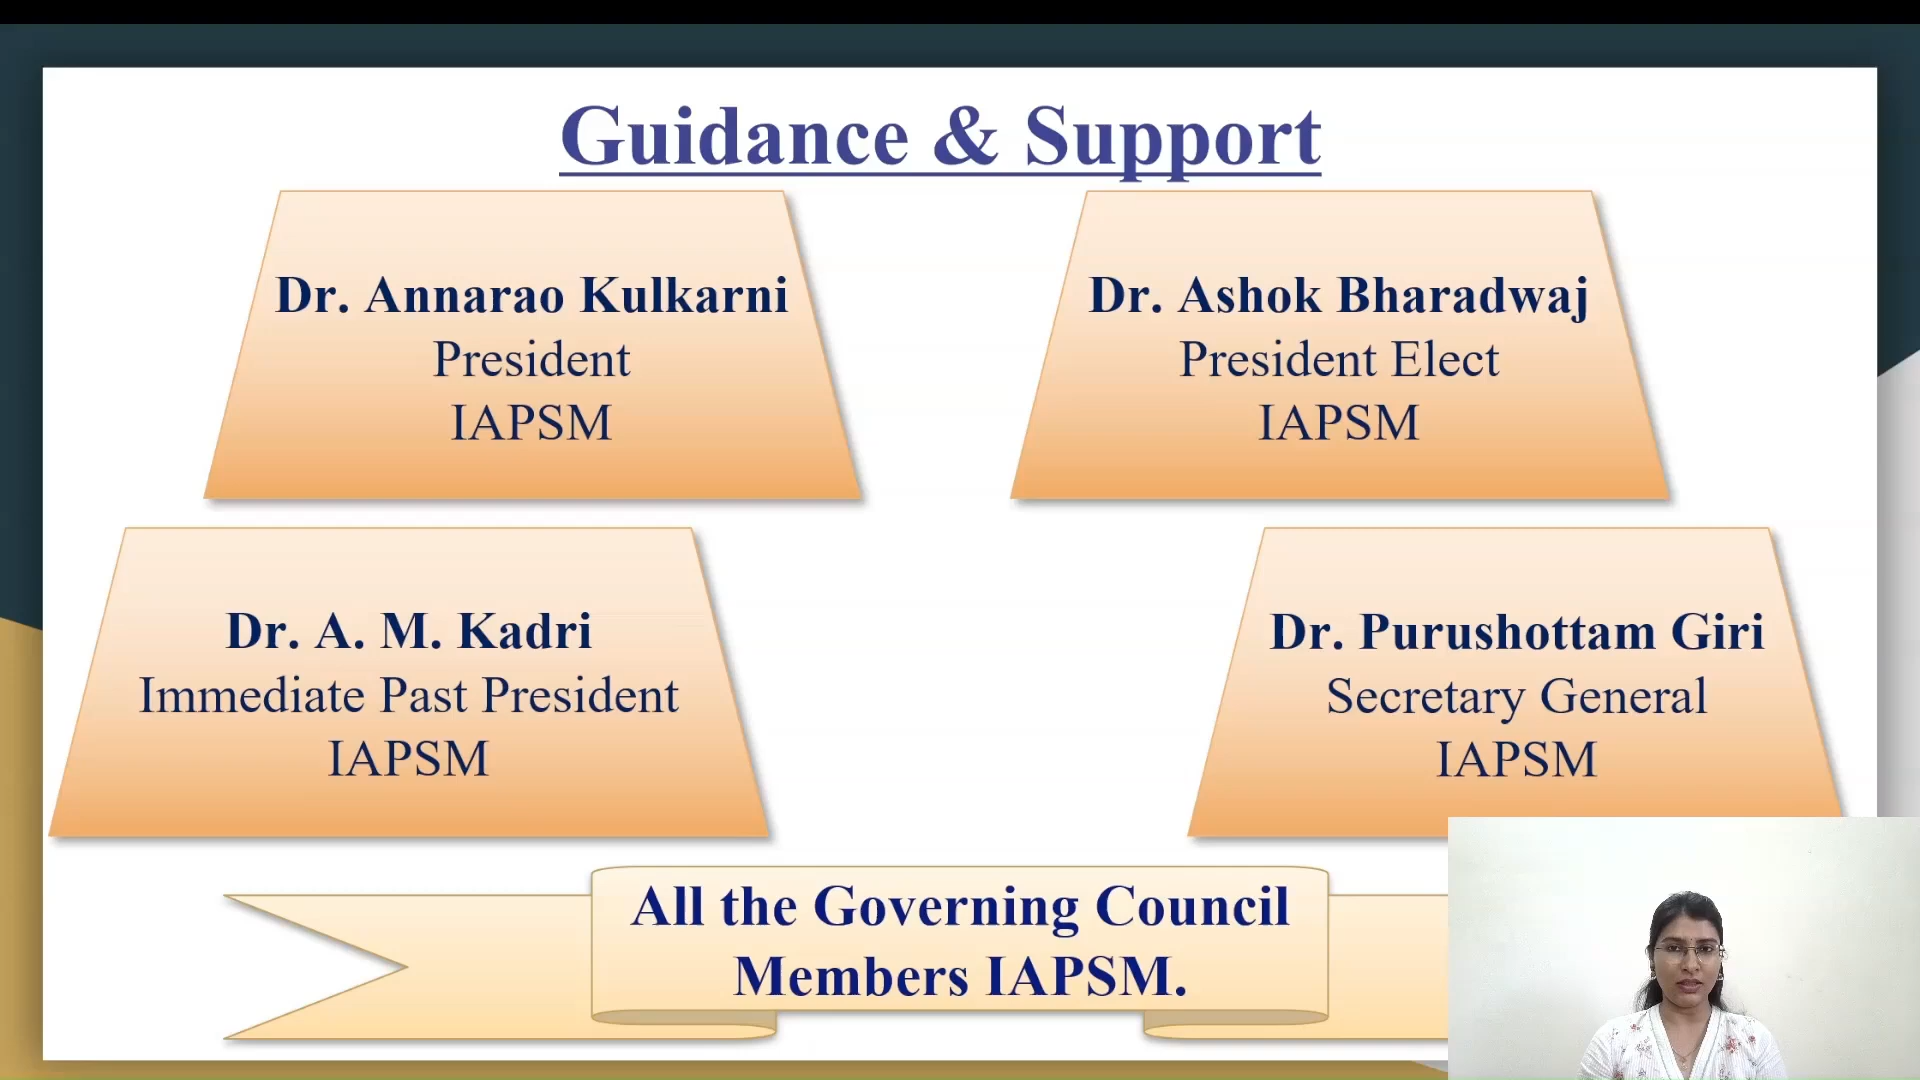 Guidance & Support
Dr. Annarao Kulkarni
President
IAPSM
Dr. Ashok Bharadwaj
President Elect
IAPSM
Dr. A. M. Kadri
Immediate Past President
IAPSM
Dr. Purushottam Giri
Secretary General
IAPSM
All the Governing Council
Members IAPSM.